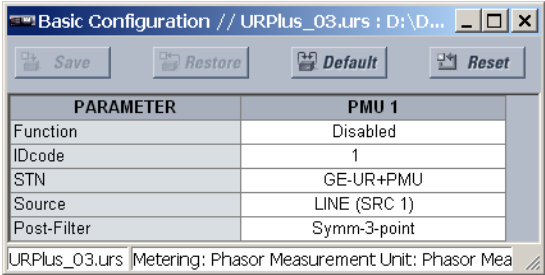 Basic Configuration // URPlus_03.urs : D:\D...
Save Restore Default Reset
PARAMETER PMU 1
Function Disabled
IDcode 1
STN GE-UR+PMU
Source LINE (SRC 1)
Post-Filter Symm-3-point
URPlus_03.urs Metering: Phasor Measurement Unit: Phasor Mea